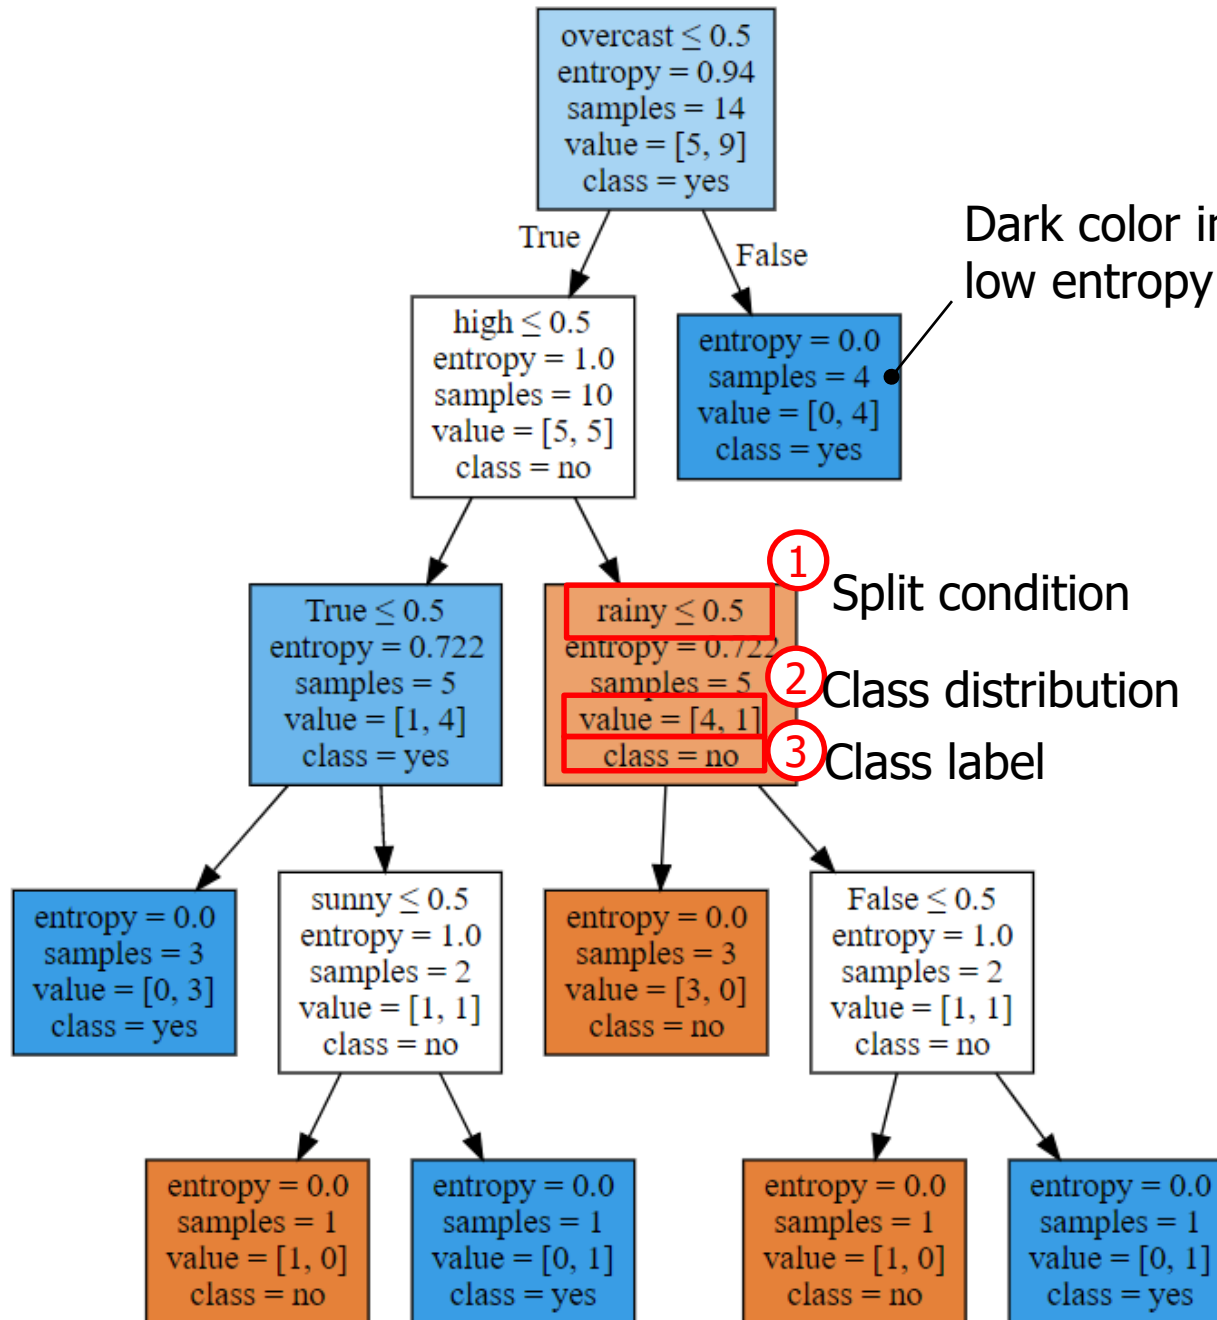 overcast ≤ 0.5
entropy = 0.94
samples = 14
value = [5, 9]
class = yes
True
False
Dark color
low entropy
high ≤ 0.5
entropy = 1.0
samples = 10
value = [5, 5]
class = no
entropy = 0.0
samples = 4
value = [0, 4]
class = yes
True ≤ 0.5
entropy = 0.722
samples = 5
value = [1, 4]
class = yes
rainy ≤ 0.5
entropy = 0.722
samples = 5
value = [4, 1]
class = no
1
Split condition
2
Class distribution
3
Class label
entropy = 0.0
samples = 3
value = [0, 3]
class = yes
sunny ≤ 0.5
entropy = 1.0
samples = 2
value = [1, 1]
class = no
entropy = 0.0
samples = 3
value = [3, 0]
class = no
False ≤ 0.5
entropy = 1.0
samples = 2
value = [1, 1]
class = no
entropy = 0.0
samples = 1
value = [1, 0]
class = no
entropy = 0.0
samples = 1
value = [0, 1]
class = yes
entropy = 0.0
samples = 1
value = [1, 0]
class = no
entropy = 0.0
samples = 1
value = [0, 1]
class = yes